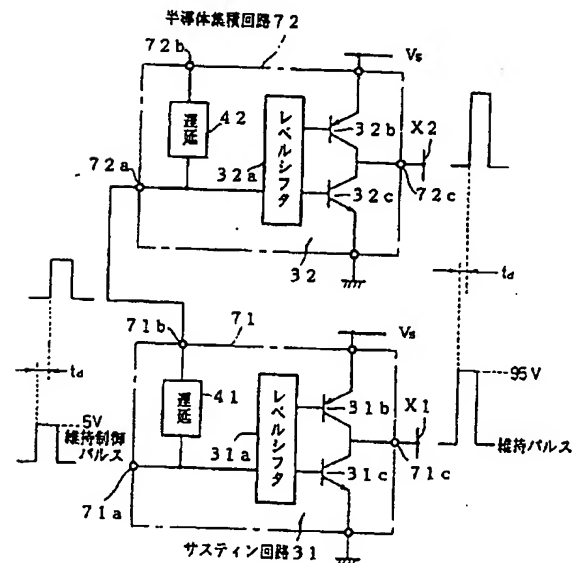 半導体集積回路72
72b
Vs
遅延
42
レベルシフタ
32a
32b
X2
72a
32c
72c
32
td
71b
71
Vs
td
95V
5V
維持制御
パルス
遅延
41
レベルシフタ
31a
31b
X1
31c
71c
維持パルス
71a
サスティン回路31